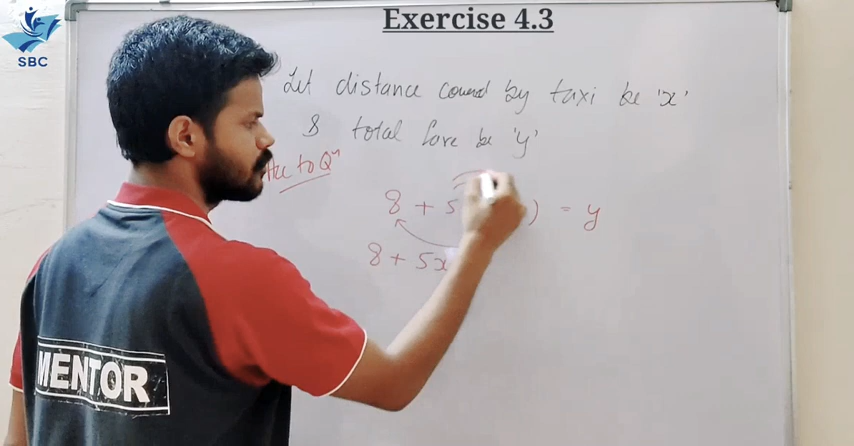 Exercise 4.3
SBC
Let distance covered by taxi be 'x'
& total fare be 'y'
Acc to Qⁿ
8 + 5 ) = y
8 + 5x
MENTOR